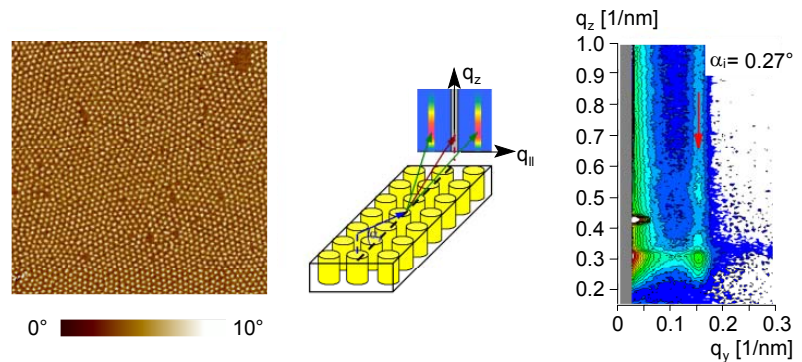 0° 10°
q_z
q_II
α
q_z [1/nm]
1.0
0.9
0.8
0.7
0.6
0.5
0.4
0.3
0.2
α_i = 0.27°
0 0.1 0.2 0.3
q_y [1/nm]